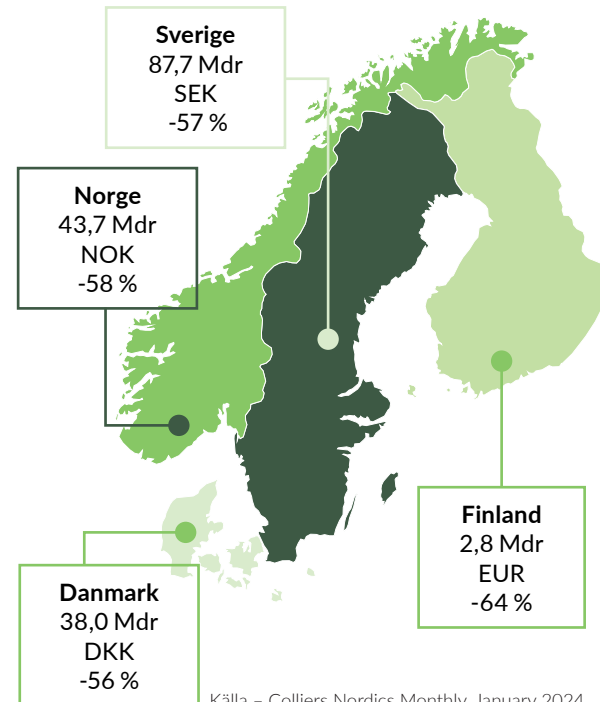 Sverige
87,7 Mdr
SEK
-57 %
Norge
43,7 Mdr
NOK
-58 %
Finland
2,8 Mdr
EUR
-64 %
Danmark
38,0 Mdr
DKK
-56 %
Källa – Colliers Nordics Monthly, January 2024